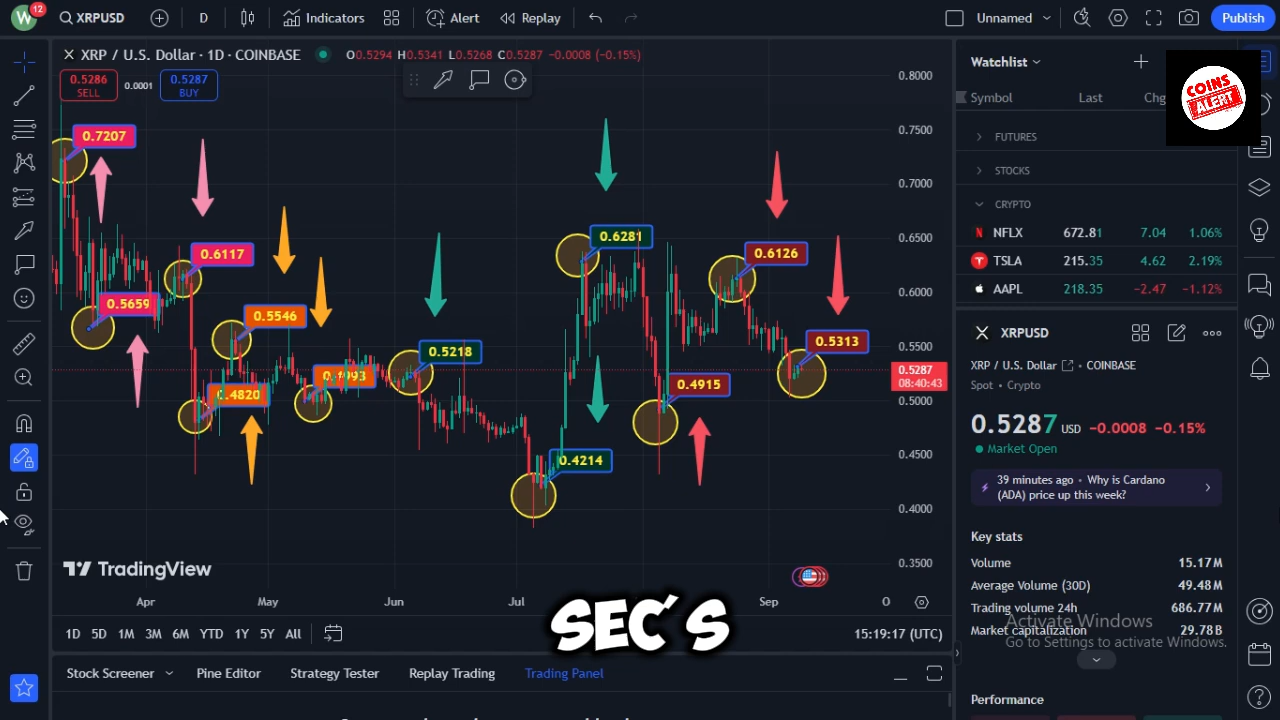 W 12 XRPUSD D Indicators Alert Replay Unnamed Publish
XRP / U.S. Dollar · 1D · COINBASE O0.5294 H0.5341 L0.5268 C0.5287 −0.0008 (−0.15%)
0.5286 SELL 0.0001 0.5287 BUY
0.7207
0.5659
0.6117
0.4820
0.5546
0.4993
0.5218
0.4214
0.6281
0.4915
0.6126
0.5313
0.8000
0.7500
0.7000
0.6500
0.6000
0.5500
0.5287
08:40:43
0.5000
0.4500
0.4000
0.3500
TradingView
Apr May Jun Jul Sep
SEC'S
1D 5D 1M 3M 6M YTD 1Y 5Y All 15:19:17 (UTC)
Stock Screener Pine Editor Strategy Tester Replay Trading Trading Panel
Watchlist
COINS
ALERT
Symbol Last Chg
FUTURES
STOCKS
CRYPTO
NFLX 672.81 7.04 1.06%
TSLA 215.35 4.62 2.19%
AAPL 218.35 −2.47 −1.12%
XRPUSD
XRP / U.S. Dollar COINBASE
Spot • Crypto
0.5287 USD −0.0008 −0.15%
Market Open
39 minutes ago • Why is Cardano
(ADA) price up this week?
Key stats
Volume 15.17M
Average Volume (30D) 49.48M
Trading volume 24h 686.77M
Market capitalization 29.78B
Activate Windows
Go to Settings to activate Windows.
Performance